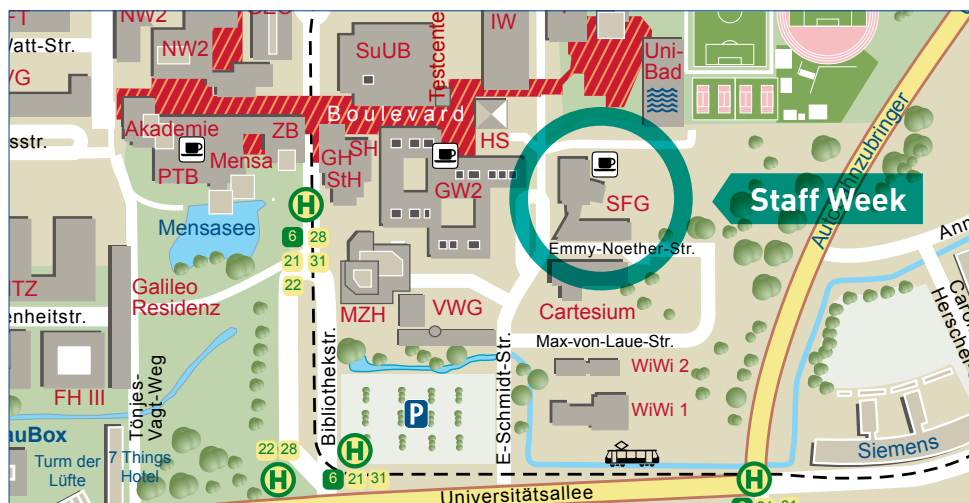 NW2
IW
SuUB
Testcenter
Uni-
Bad
Watt-Str.
NW2
Boulevard
Akademie
ZB
Mensa
PTB
GH
SH
StH
GW2
HS
SFG
Staff Week
Autobahnzubringer
Mensasee
H
6 28
21 31
22
Emmy-Noether-Str.
TZ
Galileo
Residenz
MZH
VWG
Cartesium
Max-von-Laue-Str.
WiWi 2
WiWi 1
FH III
Tönjes-
Vagt-Weg
Bibliothekstr.
E-Schmidt-Str.
P
Siemens
Turm der
Lüfte
7 Things
Hotel
22 28
H
H
6 21 31
H
Universitätsallee